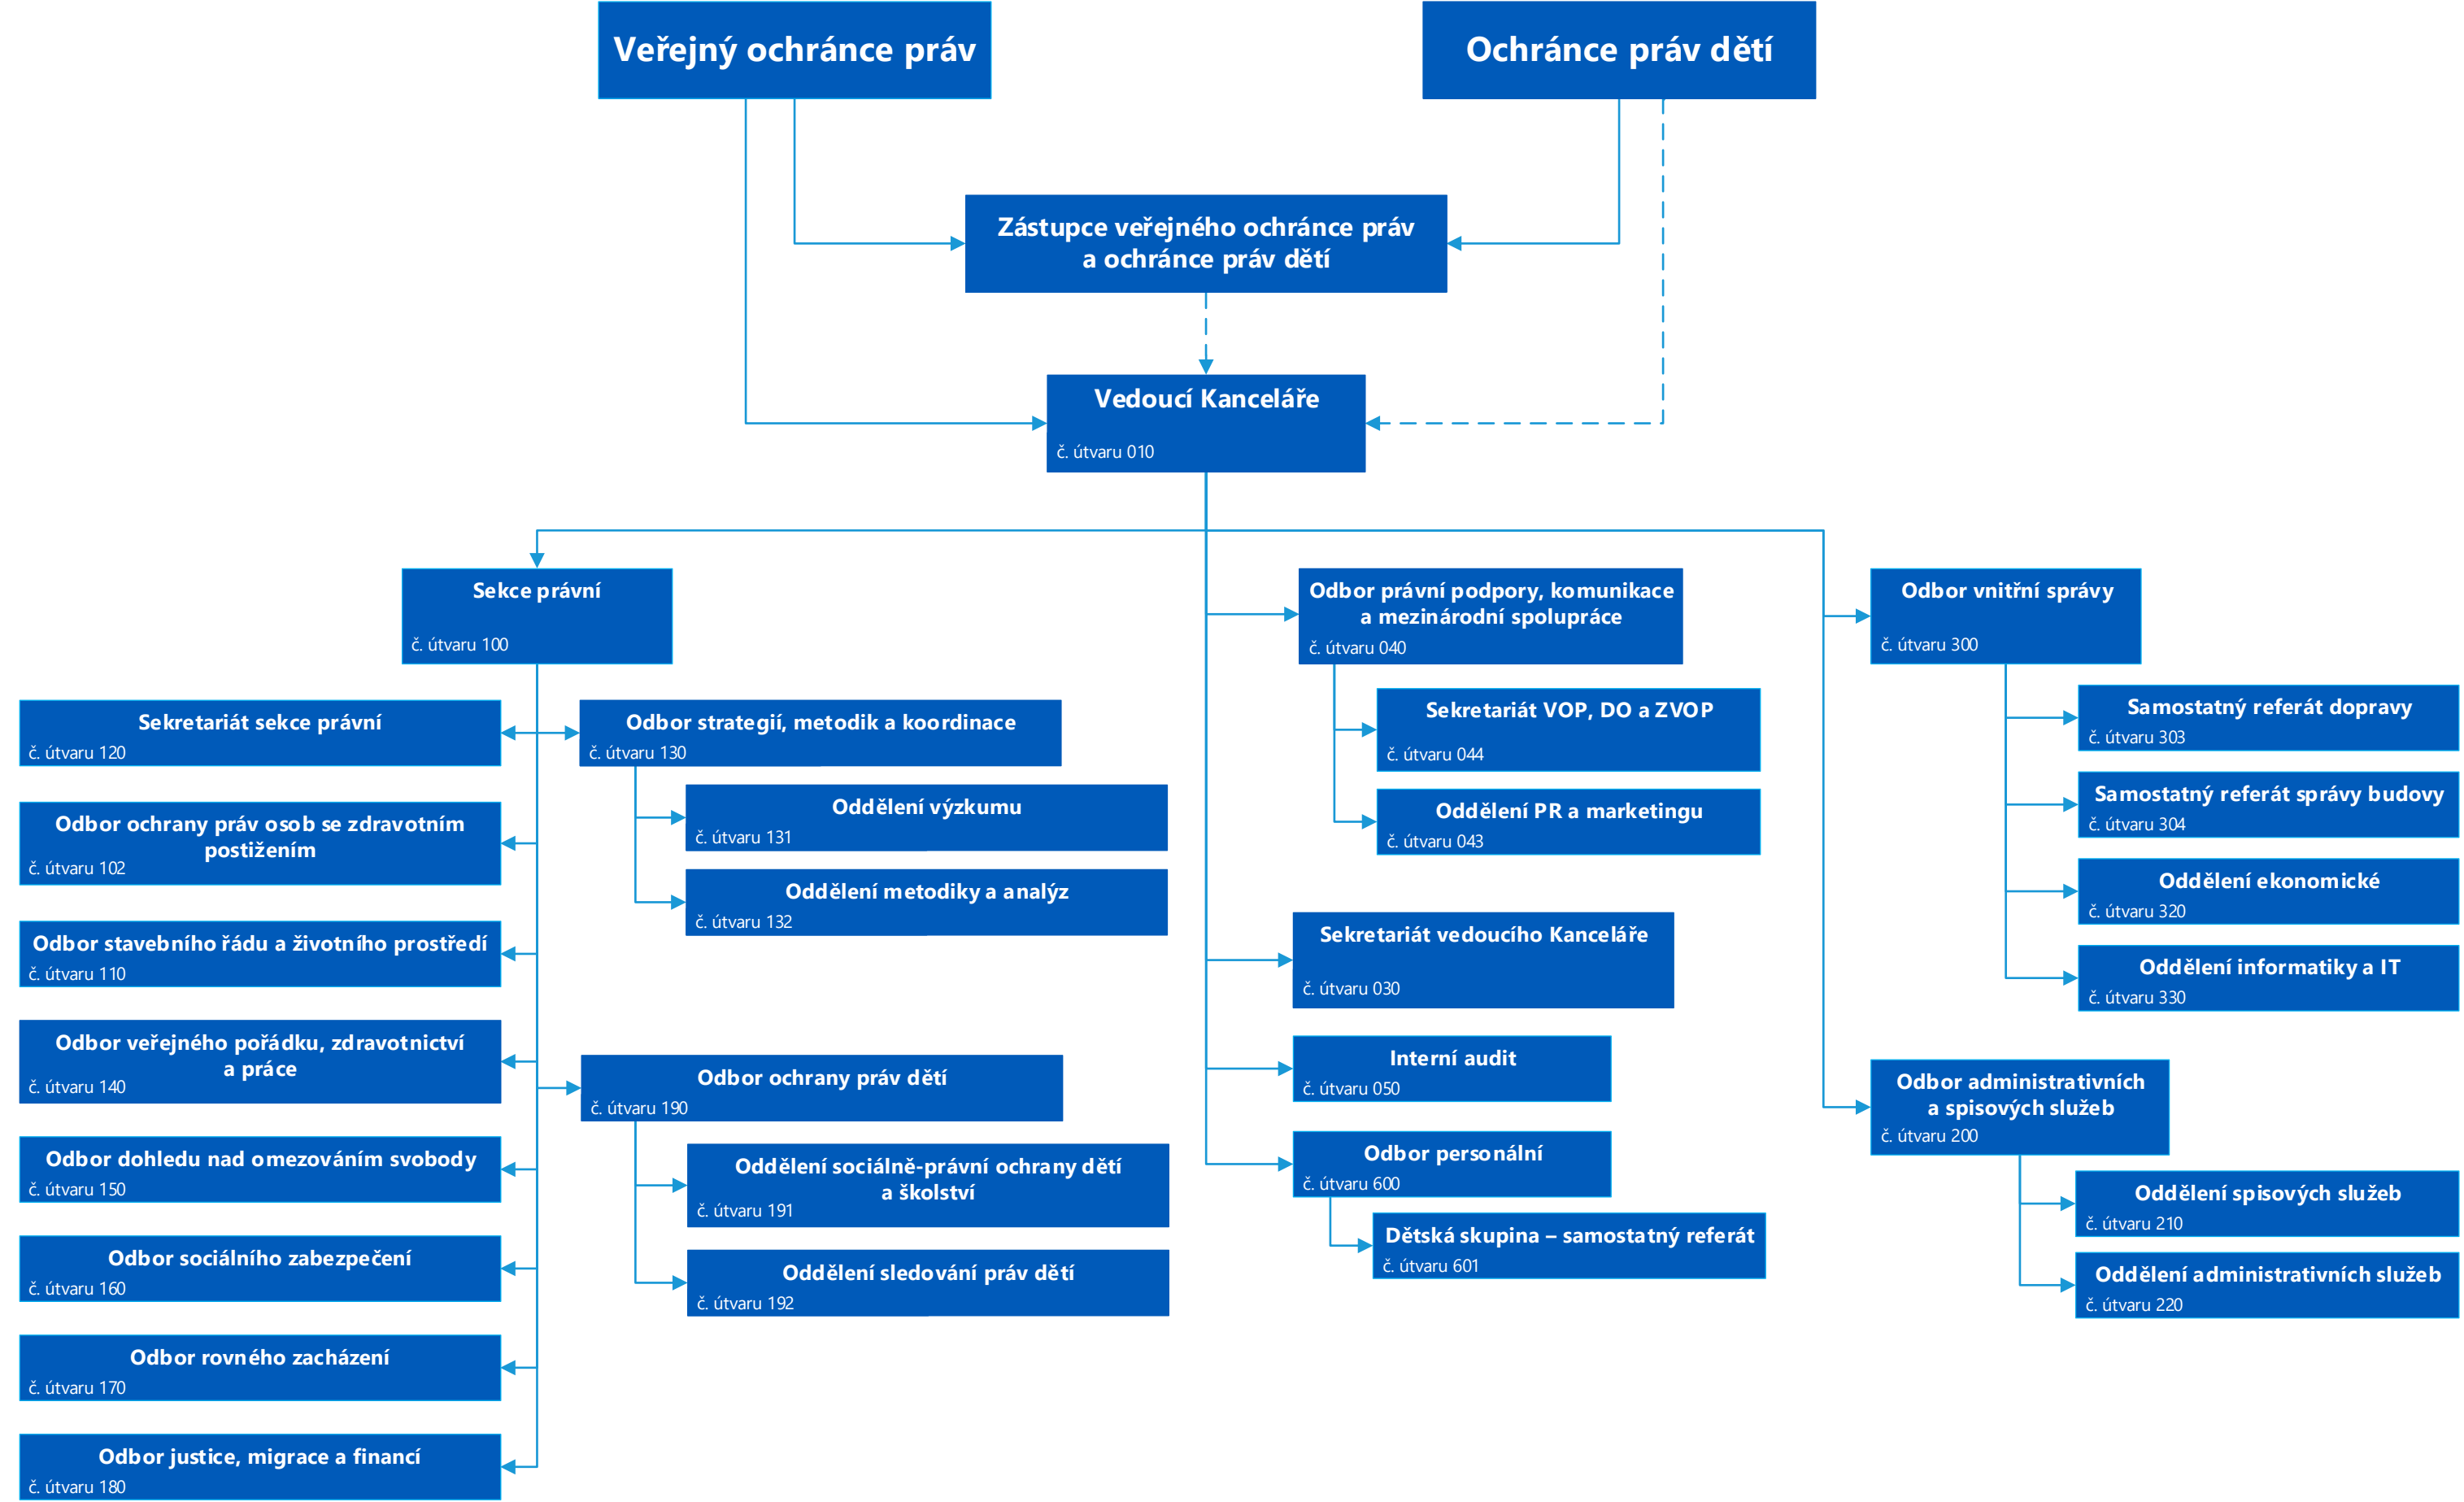 Veřejný ochránce práv
Ochránce práv dětí
Zástupce veřejného ochránce práv
a ochránce práv dětí
Vedoucí Kanceláře
č. útvaru 010
Sekce právní
č. útvaru 100
Sekretariát sekce právní
č. útvaru 120
Odbor ochrany práv osob se zdravotním
postižením
č. útvaru 102
Odbor stavebního řádu a životního prostředí
č. útvaru 110
Odbor veřejného pořádku, zdravotnictví
a práce
č. útvaru 140
Odbor dohledu nad omezováním svobody
č. útvaru 150
Odbor sociálního zabezpečení
č. útvaru 160
Odbor rovného zacházení
č. útvaru 170
Odbor justice, migrace a financí
č. útvaru 180
Odbor strategií, metodik a koordinace
č. útvaru 130
Oddělení výzkumu
č. útvaru 131
Oddělení metodiky a analýz
č. útvaru 132
Odbor ochrany práv dětí
č. útvaru 190
Oddělení sociálně-právní ochrany dětí
a školství
č. útvaru 191
Oddělení sledování práv dětí
č. útvaru 192
Odbor právní podpory, komunikace
a mezinárodní spolupráce
č. útvaru 040
Sekretariát VOP, DO a ZVOP
č. útvaru 044
Oddělení PR a marketingu
č. útvaru 043
Sekretariát vedoucího Kanceláře
č. útvaru 030
Interní audit
č. útvaru 050
Odbor personální
č. útvaru 600
Dětská skupina – samostatný referát
č. útvaru 601
Odbor vnitřní správy
č. útvaru 300
Samostatný referát dopravy
č. útvaru 303
Samostatný referát správy budovy
č. útvaru 304
Oddělení ekonomické
č. útvaru 320
Oddělení informatiky a IT
č. útvaru 330
Odbor administrativních
a spisových služeb
č. útvaru 200
Oddělení spisových služeb
č. útvaru 210
Oddělení administrativních služeb
č. útvaru 220